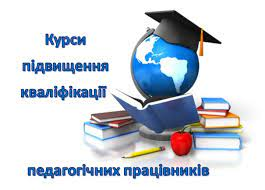 Курси
підвищення
кваліфікації
педагогічних працівників